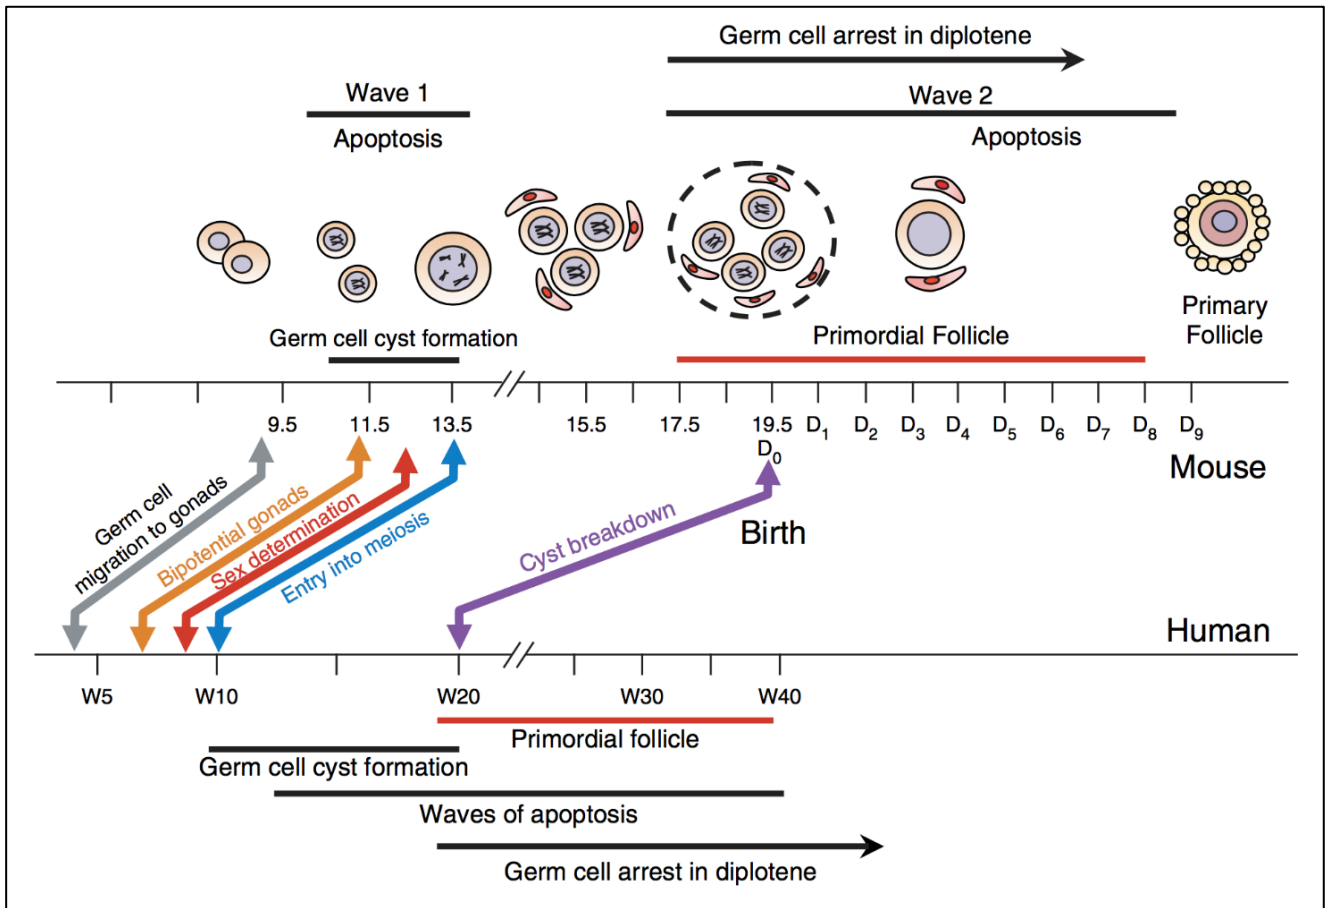 Germ cell arrest in diplotene
Wave 1
Wave 2
Apoptosis
Apoptosis
Germ cell cyst formation
Primordial Follicle
Primary
Follicle
9.5 11.5 13.5 15.5 17.5 19.5 D1 D2 D3 D4 D5 D6 D7 D8 D9
D0
Mouse
Germ cell
migration to gonads
Bipotential gonads
Sex determination
Entry into meiosis
Cyst breakdown
Birth
Human
W5 W10 W20 W30 W40
Primordial follicle
Germ cell cyst formation
Waves of apoptosis
Germ cell arrest in diplotene